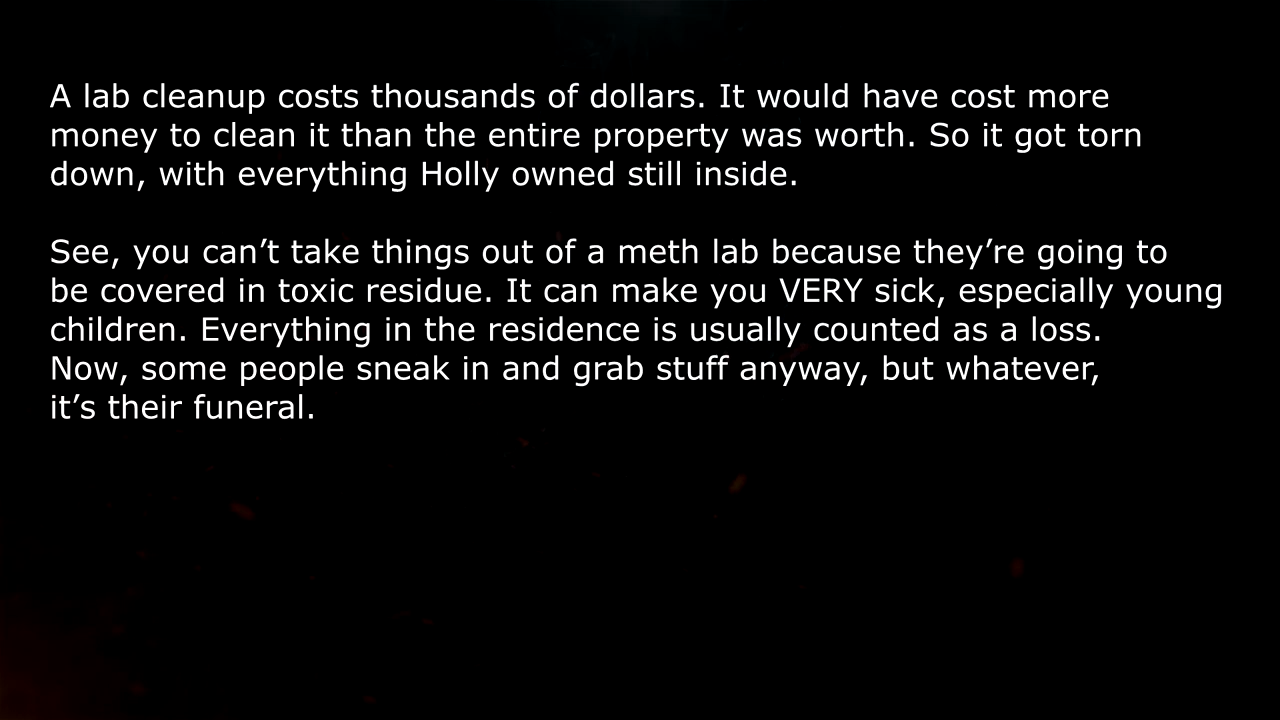 A lab cleanup costs thousands of dollars. It would have cost more
money to clean it than the entire property was worth. So it got torn
down, with everything Holly owned still inside.
See, you can’t take things out of a meth lab because they’re going to
be covered in toxic residue. It can make you VERY sick, especially young
children. Everything in the residence is usually counted as a loss.
Now, some people sneak in and grab stuff anyway, but whatever,
it’s their funeral.